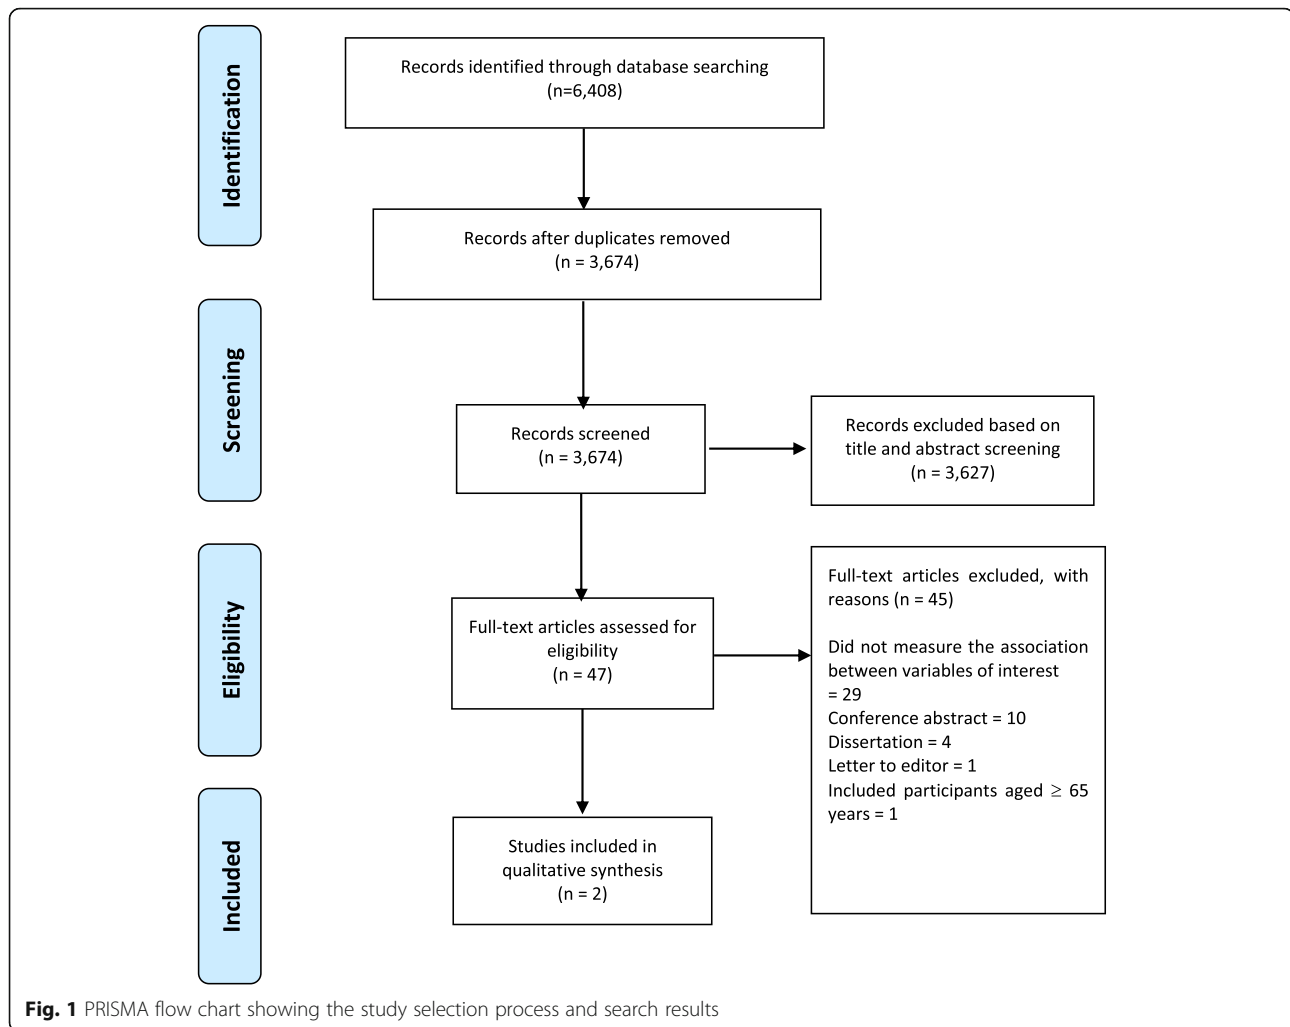 Identification
Records identified through database searching
(n=6,408)
Records after duplicates removed
(n = 3,674)
Screening
Records screened
(n = 3,674)
Records excluded based on
title and abstract screening
(n = 3,627)
Eligibility
Full-text articles assessed for
eligibility
(n = 47)
Full-text articles excluded, with
reasons (n = 45)
Did not measure the association
between variables of interest
= 29
Conference abstract = 10
Dissertation = 4
Letter to editor = 1
Included participants aged ≥ 65
years = 1
Included
Studies included in
qualitative synthesis
(n = 2)
Fig. 1 PRISMA flow chart showing the study selection process and search results